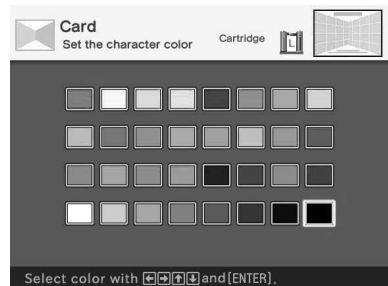 Card
Set the character color
Cartridge
L
Select color with ←→↑↓and[ENTER].